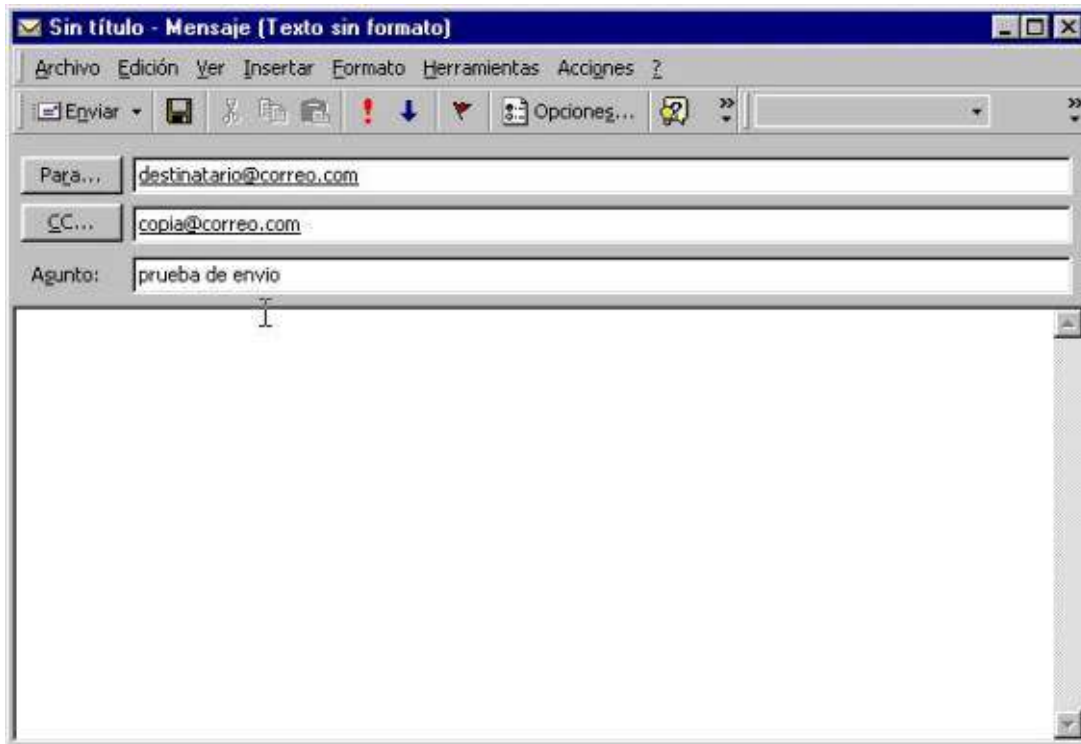 Sin título - Mensaje (Texto sin formato)
Archivo Edición Ver Insertar Formato Herramientas Acciones ?
Enviar Opciones...
Para... destinatario@correo.com
CC... copia@correo.com
Asunto: prueba de envio